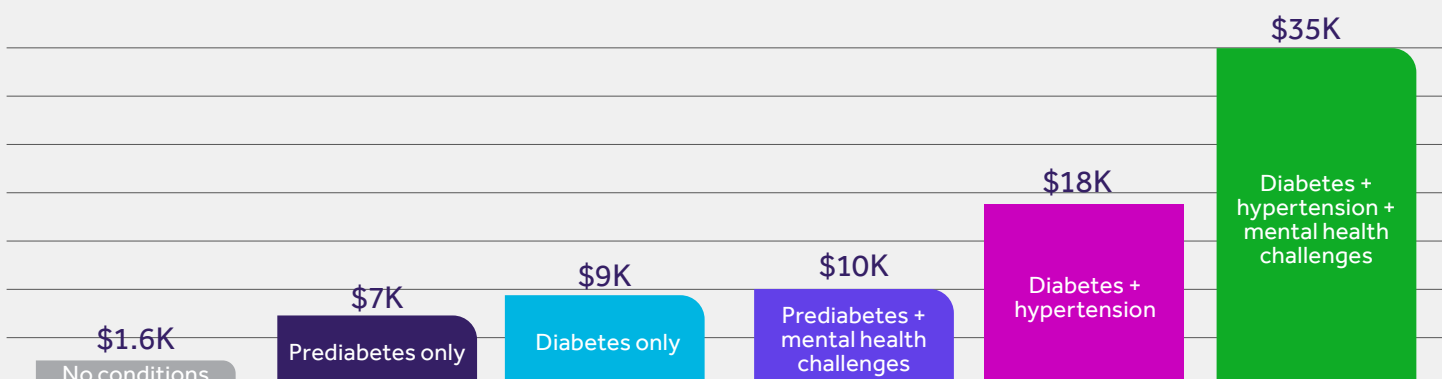 $1.6K
No conditions
$7K
Prediabetes only
$9K
Diabetes only
$10K
Prediabetes +
mental health
challenges
$18K
Diabetes +
hypertension
$35K
Diabetes +
hypertension +
mental health
challenges